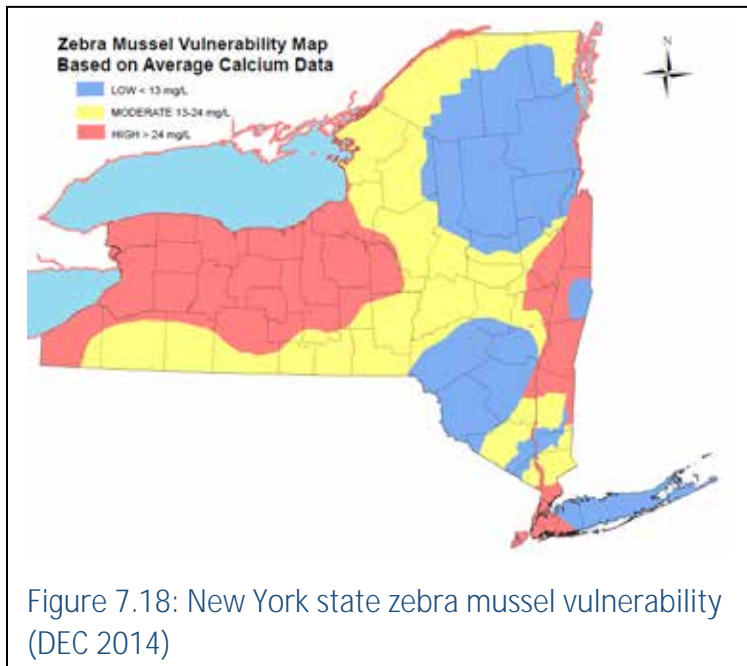 Zebra Mussel Vulnerability Map
Based on Average Calcium Data
LOW < 13 mg/L
MODERATE 13-24 mg/L
HIGH > 24 mg/L
N
Figure 7.18: New York state zebra mussel vulnerability
(DEC 2014)